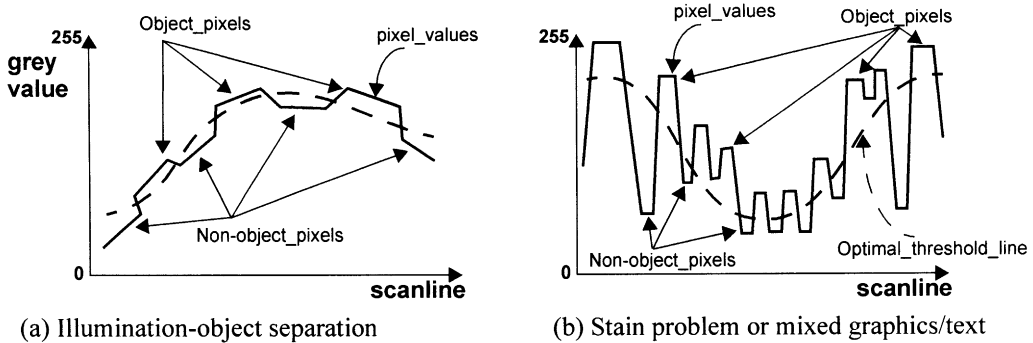 Object_pixels
255
pixel_values
grey
value
Non-object_pixels
0
scanline
(a) Illumination-object separation
pixel_values
Object_pixels
255
Non-object_pixels
Optimal_threshold_line
0
scanline
(b) Stain problem or mixed graphics/text